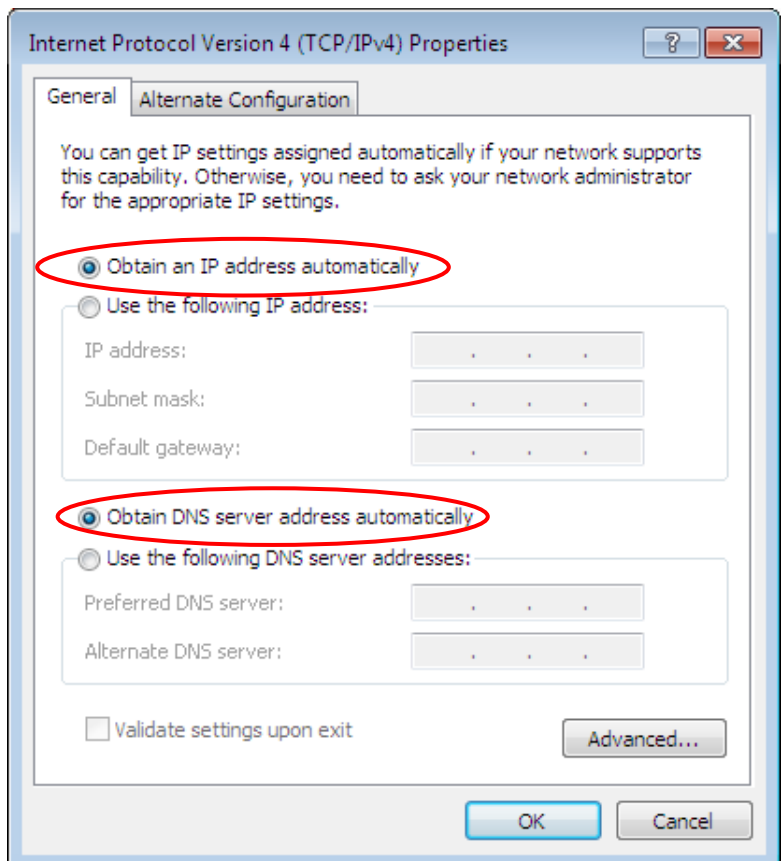 Internet Protocol Version 4 (TCP/IPv4) Properties
General
Alternate Configuration
You can get IP settings assigned automatically if your network supports
this capability. Otherwise, you need to ask your network administrator
for the appropriate IP settings.
Obtain an IP address automatically
Use the following IP address:
IP address:
Subnet mask:
Default gateway:
Obtain DNS server address automatically
Use the following DNS server addresses:
Preferred DNS server:
Alternate DNS server:
Validate settings upon exit
Advanced...
OK
Cancel